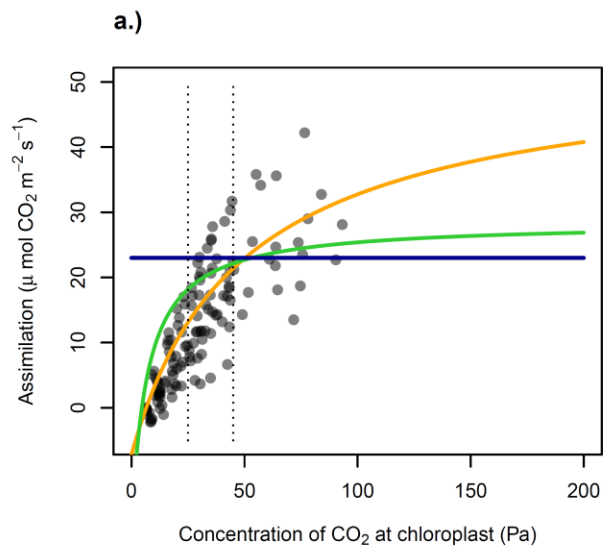 a.)
Assimilation (μ mol CO₂ m⁻² s⁻¹)
50
40
30
20
10
0
0 50 100 150 200
Concentration of CO₂ at chloroplast (Pa)